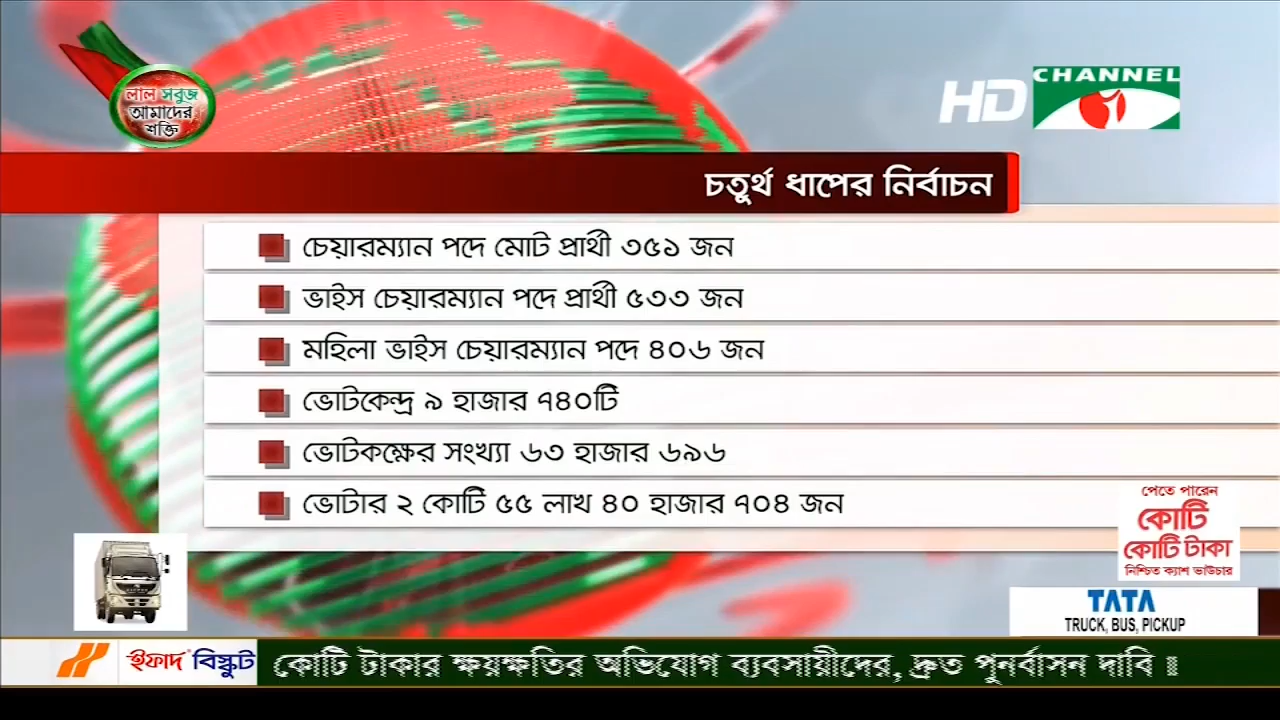 লাল সবুজ
আমাদের
শক্তি
HD CHANNEL
চতুর্থ ধাপের নির্বাচন
চেয়ারম্যান পদে মোট প্রার্থী ৩৫১ জন
ভাইস চেয়ারম্যান পদে প্রার্থী ৫৩৩ জন
মহিলা ভাইস চেয়ারম্যান পদে ৪০৬ জন
ভোটকেন্দ্র ৯ হাজার ৭৪০টি
ভোটকক্ষের সংখ্যা ৬৩ হাজার ৬৯৬
ভোটার ২ কোটি ৫৫ লাখ ৪০ হাজার ৭০৪ জন
পেতে পারেন
কোটি
কোটি টাকা
নিশ্চিত ক্যাশ ভাউচার
TATA
TRUCK, BUS, PICKUP
ইফাদ বিস্কুট
কোটি টাকার ক্ষয়ক্ষতির অভিযোগ ব্যবসায়ীদের, দ্রুত পুনর্বাসন দাবি ॥